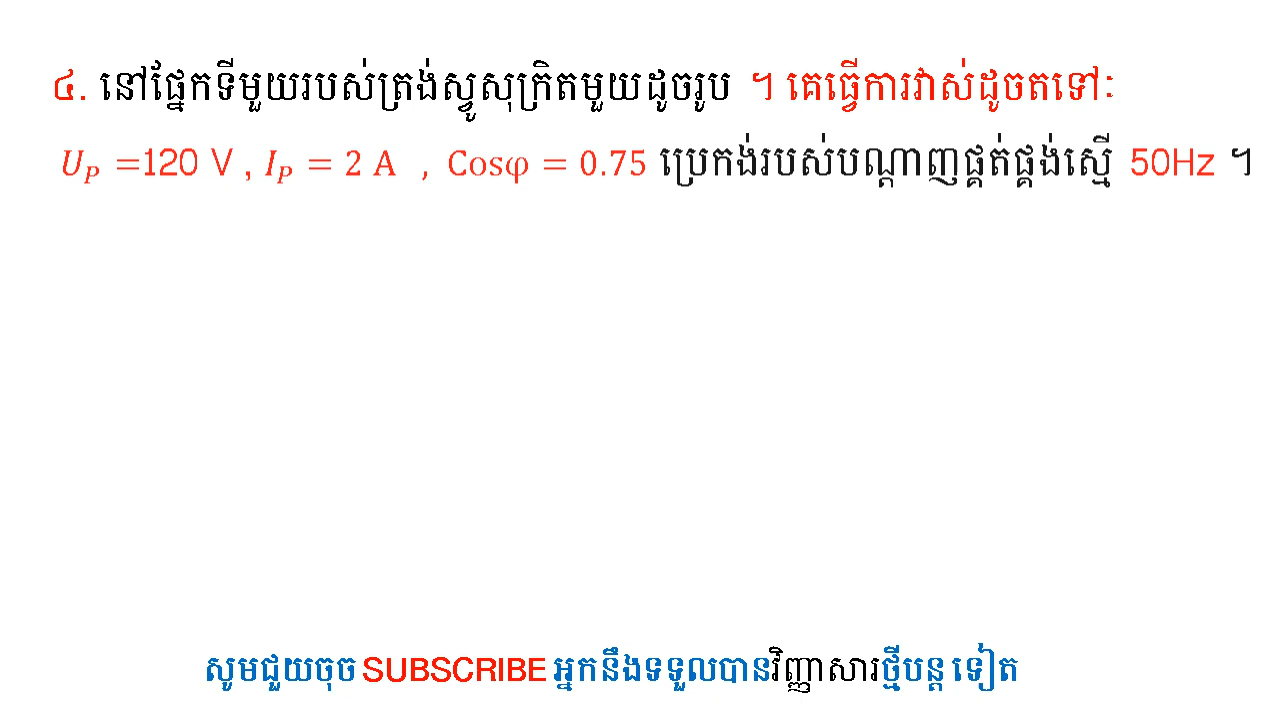 ៤. នៅផ្នែកទីមួយរបស់ត្រង់ស្វូសុក្រិតមួយដូចរូប ។ គេធ្វើការវាស់ដូចតទៅៈ
U_P =120 V , I_P = 2 A , Cosφ = 0.75 ប្រេកង់របស់បណ្តាញផ្គត់ផ្គង់ស្មើ 50Hz ។
សូមជួយចុច SUBSCRIBE អ្នកនឹងទទួលបានវិញ្ញាសារថ្មីបន្ត ទៀត